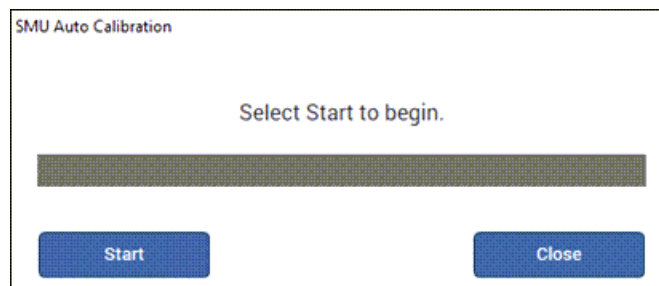 SMU Auto Calibration
Select Start to begin.
Start
Close